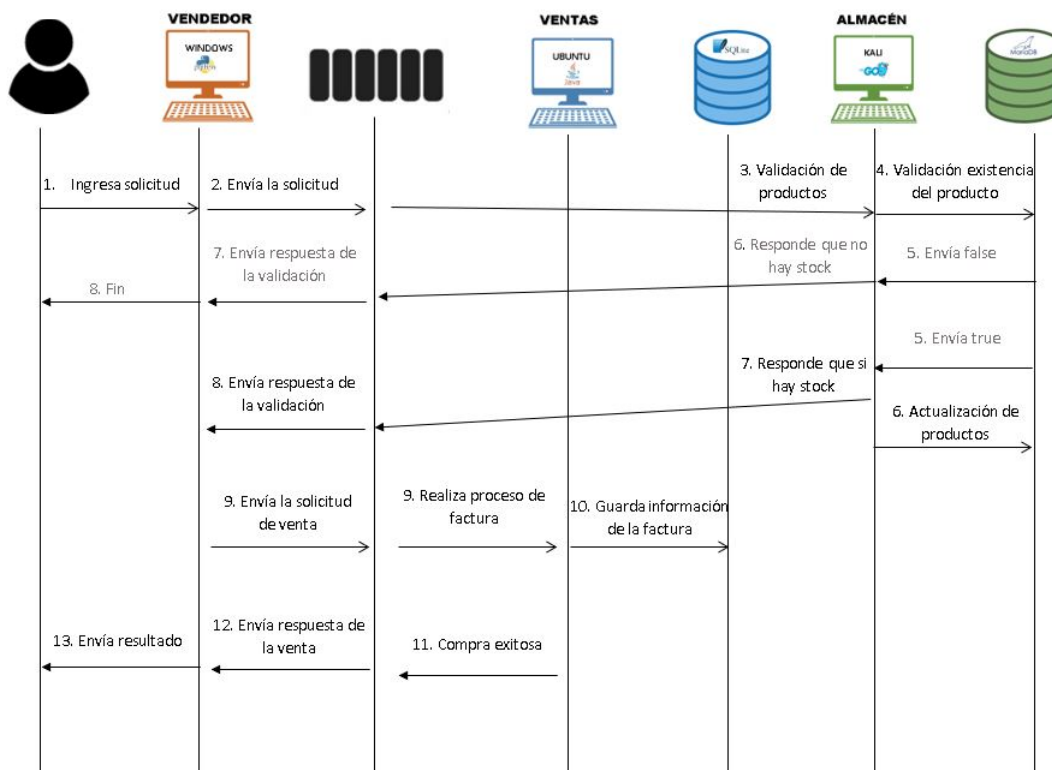 VENDEDOR
VENTAS
ALMACÉN
WINDOWS
python
UBUNTU
Java
SQLite
KALI
GO
MariaDB
1. Ingresa solicitud
2. Envía la solicitud
3. Validación de
productos
4. Validación existencia
del producto
7. Envía respuesta de
la validación
6. Responde que no
hay stock
5. Envía false
8. Fin
5. Envía true
7. Responde que si
hay stock
8. Envía respuesta de
la validación
6. Actualización de
productos
9. Envía la solicitud
de venta
9. Realiza proceso de
factura
10. Guarda información
de la factura
13. Envía resultado
12. Envía respuesta de
la venta
11. Compra exitosa